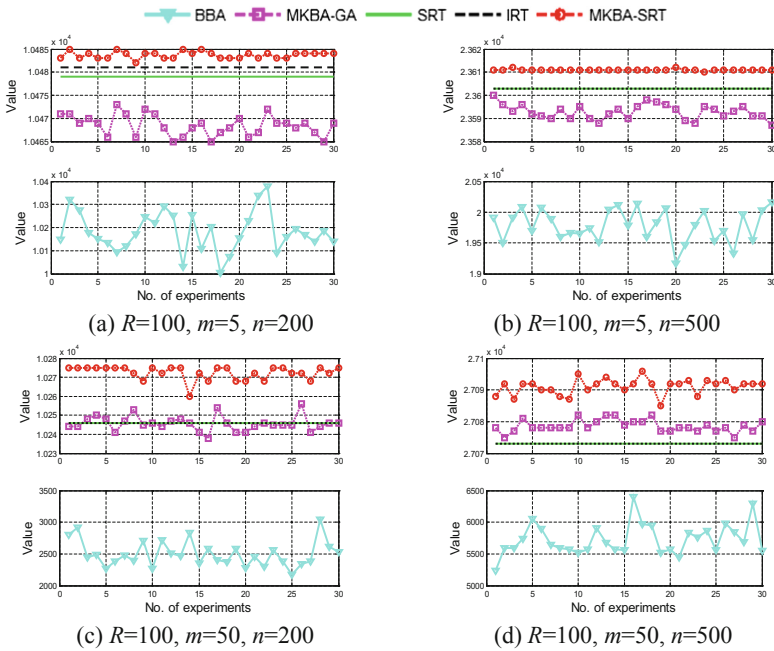 BBA MKBA-GA SRT IRT MKBA-SRT
x 10^4
1.0485
1.048
1.0475
1.047
1.0465
Value
0 5 10 15 20 25 30
x 10^4
1.04
1.03
1.02
1.01
1
Value
0 5 10 15 20 25 30
No. of experiments
(a) R=100, m=5, n=200
x 10^4
2.362
2.361
2.36
2.359
2.358
Value
0 5 10 15 20 25 30
x 10^4
2.05
2
1.95
1.9
Value
0 5 10 15 20 25 30
No. of experiments
(b) R=100, m=5, n=500
x 10^4
1.028
1.027
1.026
1.025
1.024
1.023
Value
0 5 10 15 20 25 30
3500
3000
2500
2000
Value
0 5 10 15 20 25 30
No. of experiments
(c) R=100, m=50, n=200
x 10^4
2.71
2.709
2.708
2.707
Value
0 5 10 15 20 25 30
6500
6000
5500
5000
Value
0 5 10 15 20 25 30
No. of experiments
(d) R=100, m=50, n=500